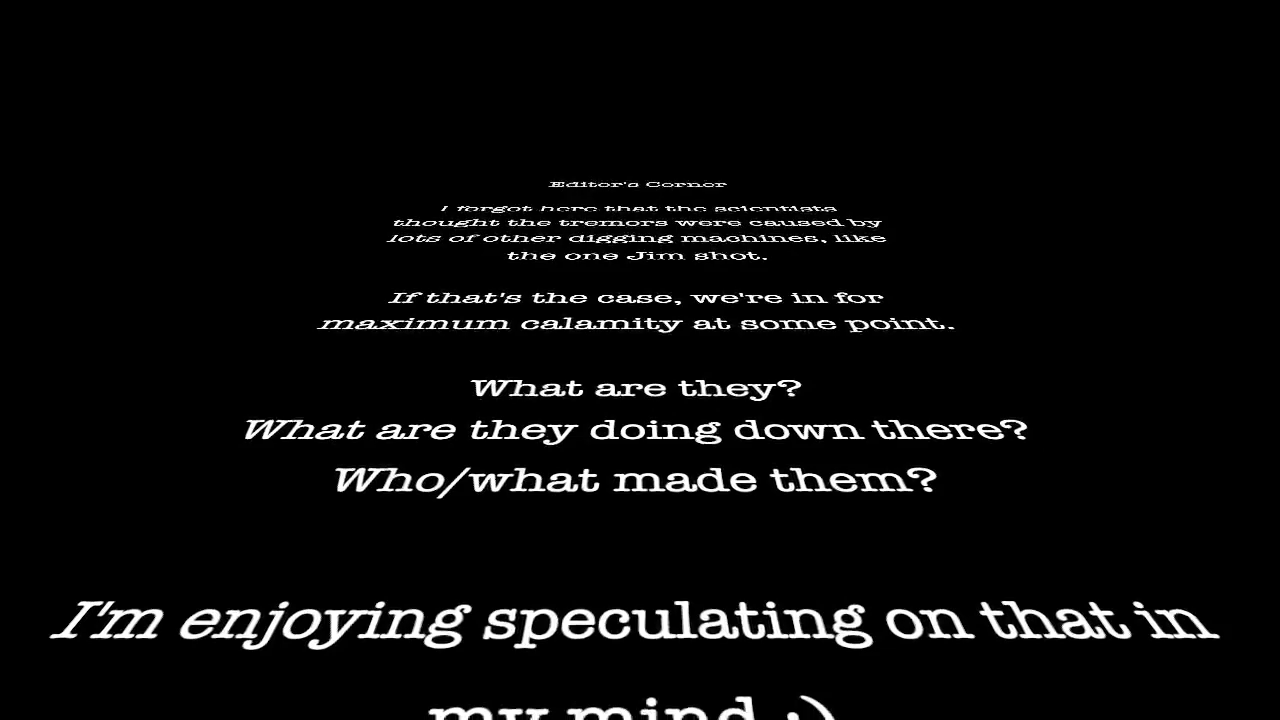 Editor's Corner
I forgot here that the scientists
thought the tremors were caused by
lots of other digging machines, like
the one Jim shot.
If that's the case, we're in for
maximum calamity at some point.
What are they?
What are they doing down there?
Who/what made them?
I'm enjoying speculating on that in
my mind ;)